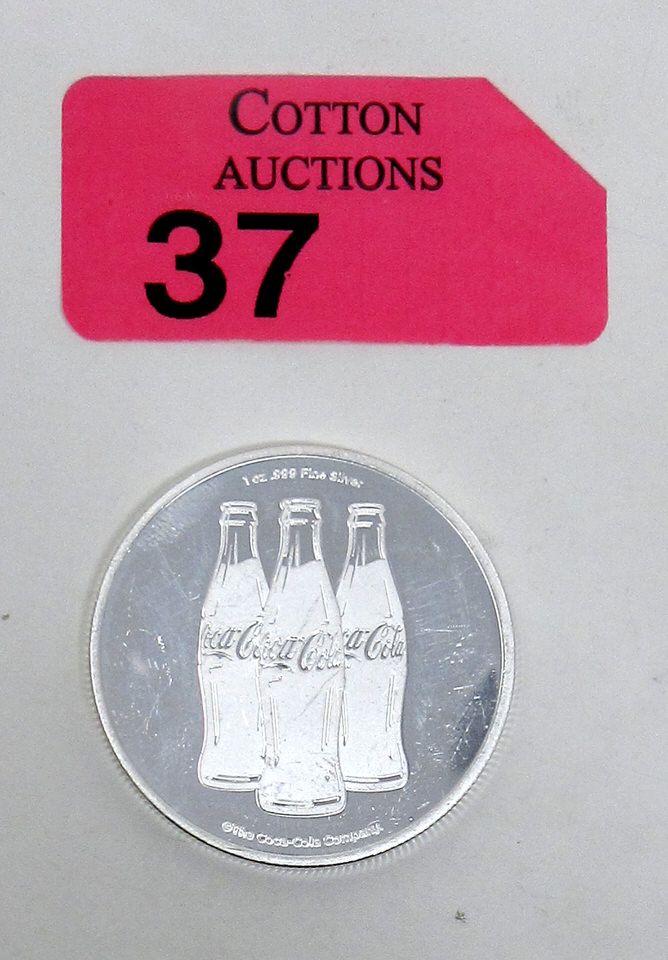 COTTON
AUCTIONS
37
1 oz .999 Fine Silver
Coca-Cola Coca-Cola Coca-Cola
©The Coca-Cola Company.